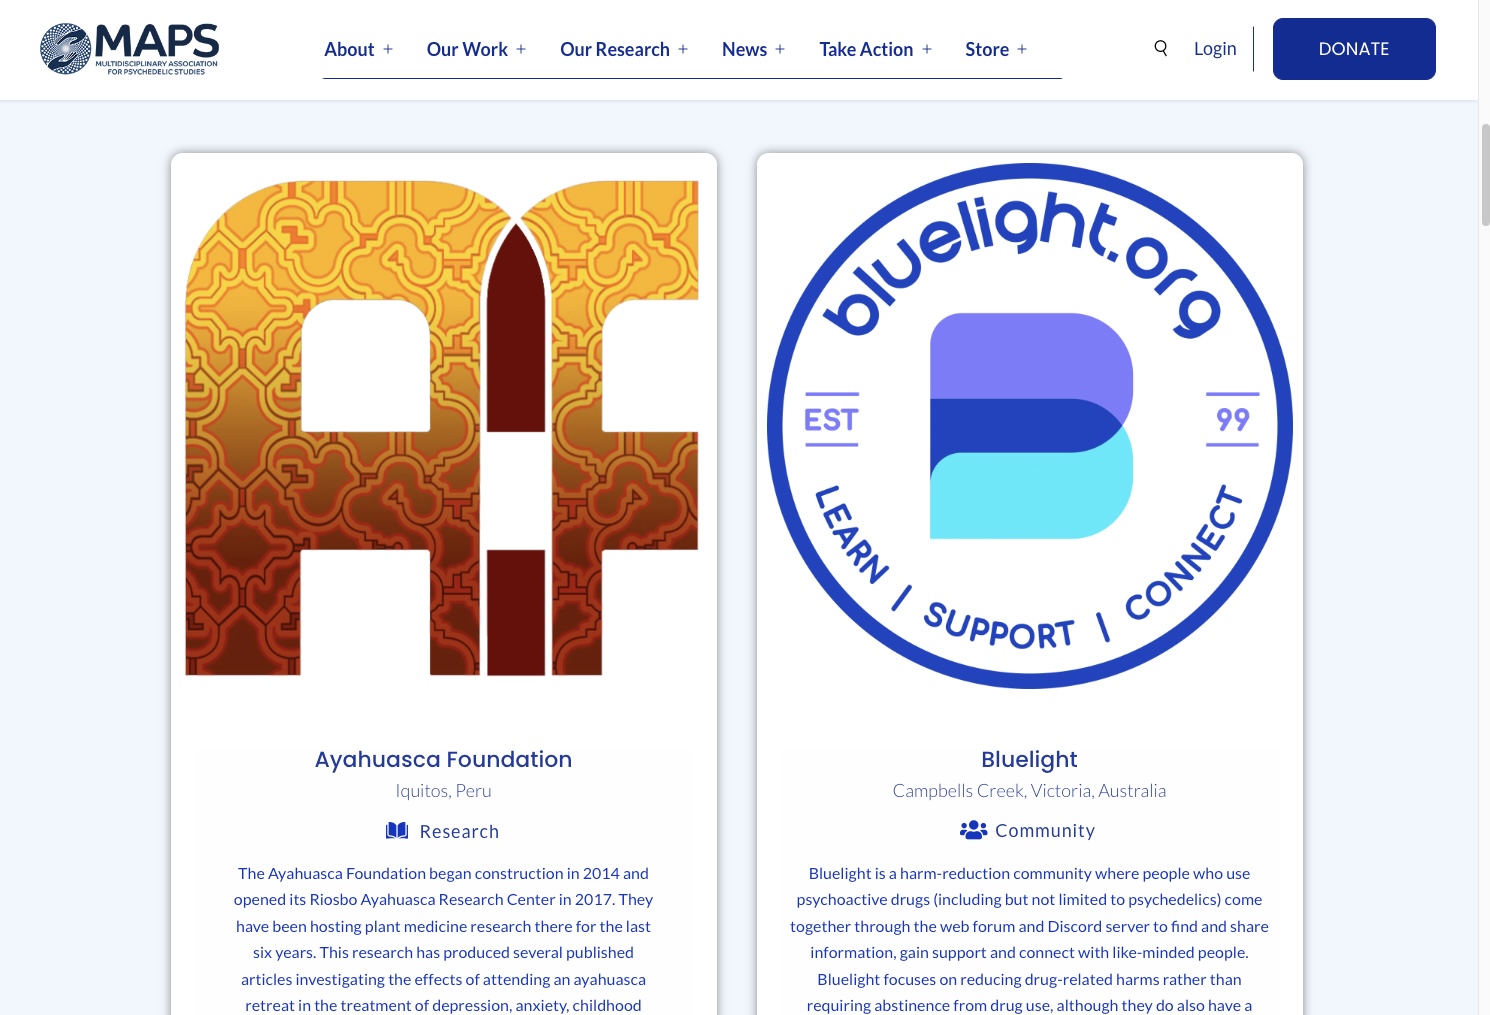 MAPS
MULTIDISCIPLINARY ASSOCIATION
FOR PSYCHEDELIC STUDIES
About +
Our Work +
Our Research +
News +
Take Action +
Store +
Login
DONATE
AF
Ayahuasca Foundation
Iquitos, Peru
Research
The Ayahuasca Foundation began construction in 2014 and
opened its Riosbo Ayahuasca Research Center in 2017. They
have been hosting plant medicine research there for the last
six years. This research has produced several published
articles investigating the effects of attending an ayahuasca
retreat in the treatment of depression, anxiety, childhood
bluelight.org
EST
99
B
LEARN | SUPPORT | CONNECT
Bluelight
Campbells Creek, Victoria, Australia
Community
Bluelight is a harm-reduction community where people who use
psychoactive drugs (including but not limited to psychedelics) come
together through the web forum and Discord server to find and share
information, gain support and connect with like-minded people.
Bluelight focuses on reducing drug-related harms rather than
requiring abstinence from drug use, although they do also have a